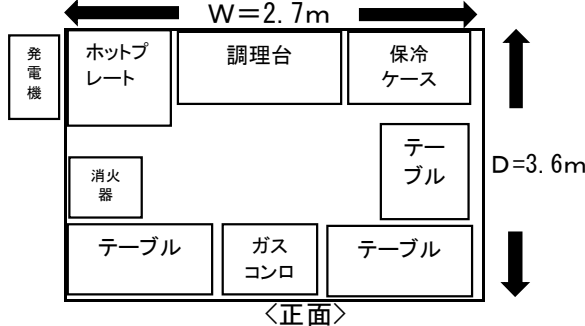 W＝2.7m
発
電
機
ホットプ
レート
調理台
保冷
ケース
テー
ブル
D=3.6m
消火
器
テーブル
ガス
コンロ
テーブル
〈正面〉